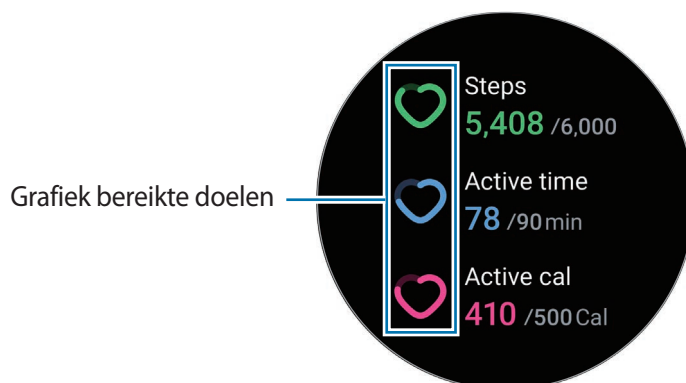 Steps
5,408 /6,000
Grafiek bereikte doelen
Active time
78 /90 min
Active cal
410 /500 Cal